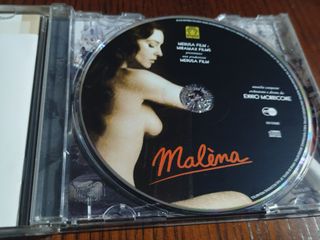 MEDUSA FILM e
MIRAMAX FILMS
presentano
una produzione
MEDUSA FILM
musiche composte
orchestrate e dirette da
ENNIO MORRICONE
Malèna